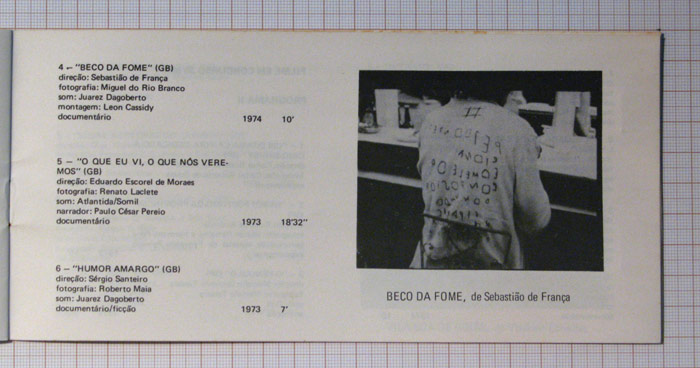 4 – "BECO DA FOME" (GB)
direção: Sebastião de França
fotografia: Miguel do Rio Branco
som: Juarez Dagoberto
montagem: Leon Cassidy
documentário 1974 10'
5 – "O QUE EU VI, O QUE NÓS VERE-
MOS" (GB)
direção: Eduardo Escorel de Moraes
fotografia: Renato Laclete
som: Atlantida/Somil
narrador: Paulo César Pereio
documentário 1973 18'32"
6 – "HUMOR AMARGO" (GB)
direção: Sérgio Santeiro
fotografia: Roberto Maia
som: Juarez Dagoberto
documentário/ficção 1973 7'
BECO DA FOME, de Sebastião de França